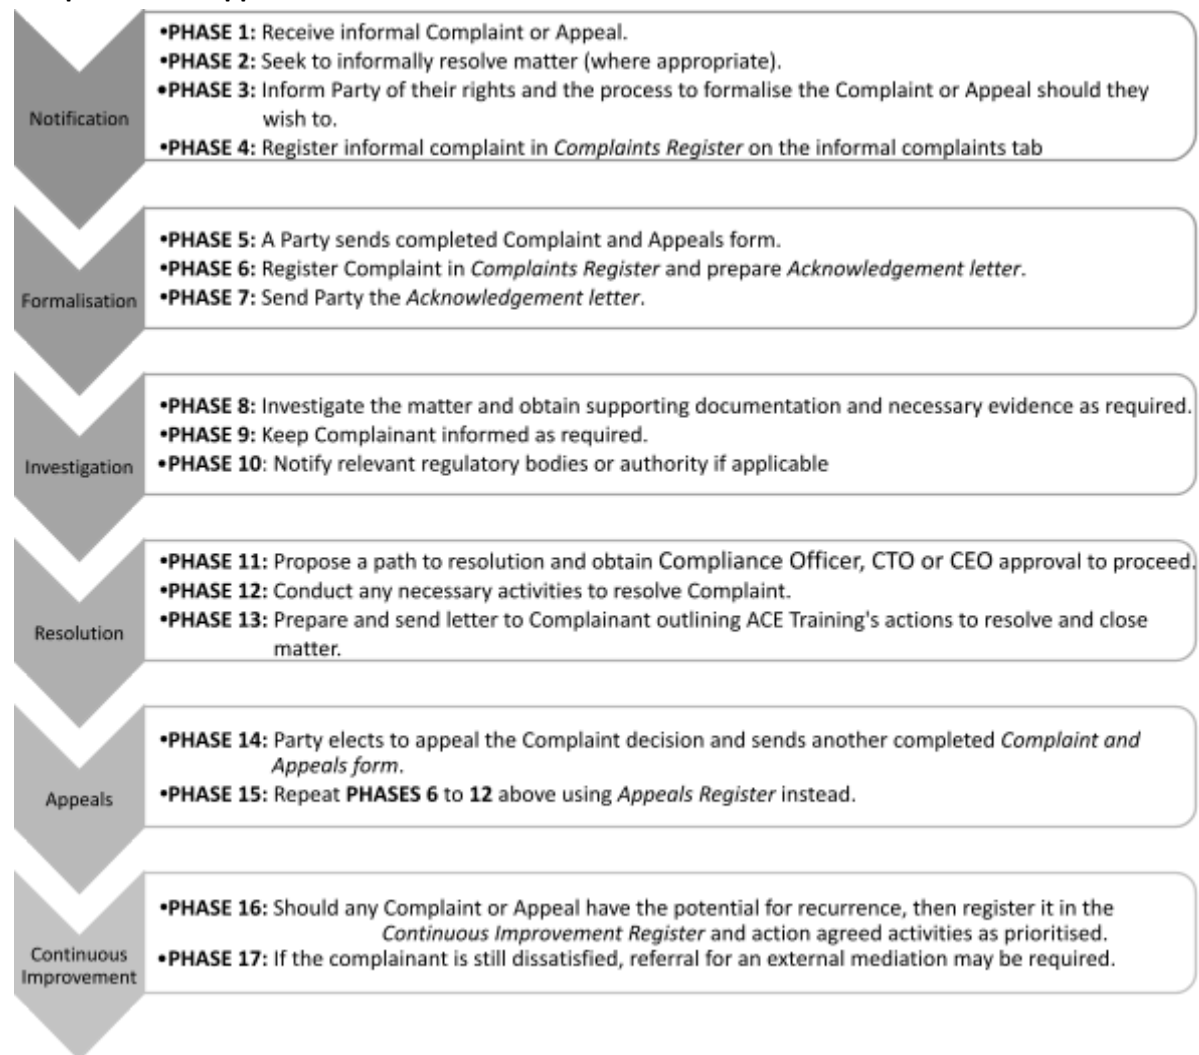 •PHASE 1: Receive informal Complaint or Appeal.
•PHASE 2: Seek to informally resolve matter (where appropriate).
•PHASE 3: Inform Party of their rights and the process to formalise the Complaint or Appeal should they
wish to.
•PHASE 4: Register informal complaint in Complaints Register on the informal complaints tab
Notification
•PHASE 5: A Party sends completed Complaint and Appeals form.
•PHASE 6: Register Complaint in Complaints Register and prepare Acknowledgement letter.
•PHASE 7: Send Party the Acknowledgement letter.
Formalisation
•PHASE 8: Investigate the matter and obtain supporting documentation and necessary evidence as required.
•PHASE 9: Keep Complainant informed as required.
•PHASE 10: Notify relevant regulatory bodies or authority if applicable
Investigation
•PHASE 11: Propose a path to resolution and obtain Compliance Officer, CTO or CEO approval to proceed.
•PHASE 12: Conduct any necessary activities to resolve Complaint.
•PHASE 13: Prepare and send letter to Complainant outlining ACE Training's actions to resolve and close
matter.
Resolution
•PHASE 14: Party elects to appeal the Complaint decision and sends another completed Complaint and
Appeals form.
•PHASE 15: Repeat PHASES 6 to 12 above using Appeals Register instead.
Appeals
•PHASE 16: Should any Complaint or Appeal have the potential for recurrence, then register it in the
Continuous Improvement Register and action agreed activities as prioritised.
•PHASE 17: If the complainant is still dissatisfied, referral for an external mediation may be required.
Continuous
Improvement